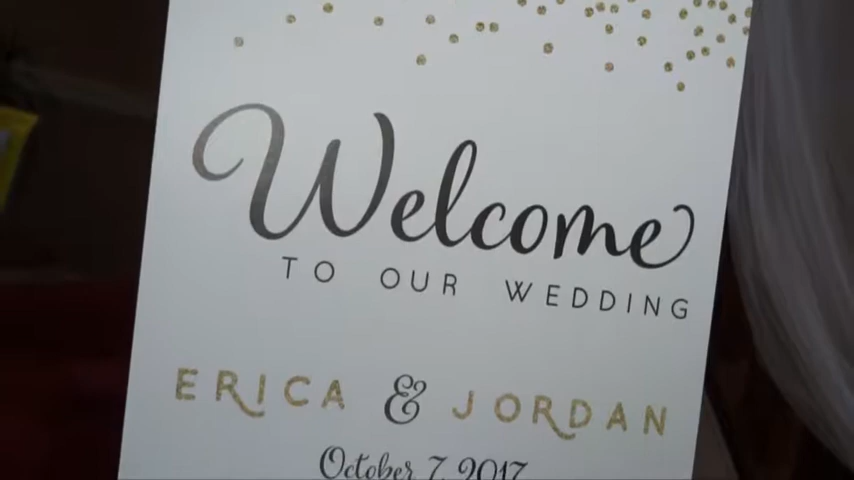 Welcome
TO OUR WEDDING
ERICA & JORDAN
October 7, 2017